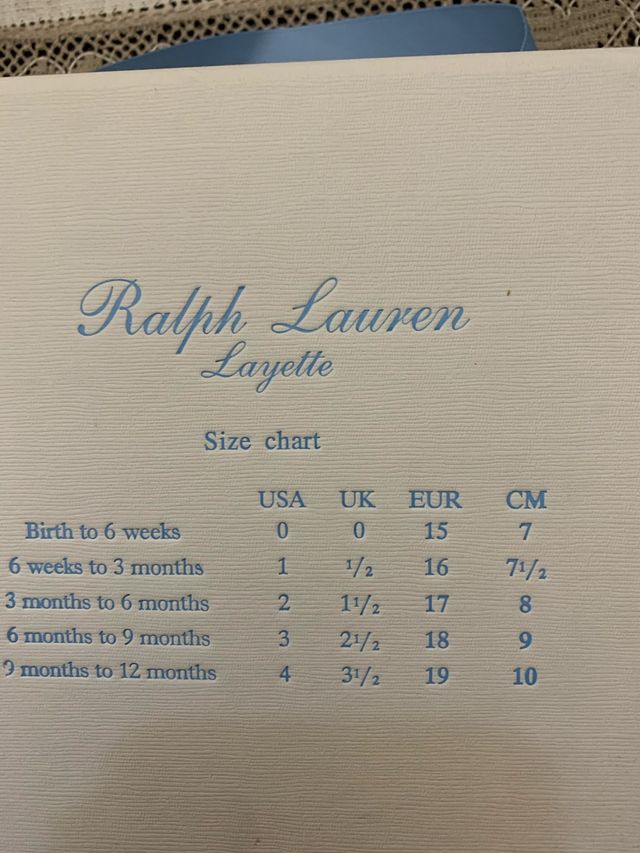 Ralph Lauren
Layette
Size chart
USA UK EUR CM
Birth to 6 weeks 0 0 15 7
6 weeks to 3 months 1 1/2 16 71/2
3 months to 6 months 2 11/2 17 8
6 months to 9 months 3 21/2 18 9
9 months to 12 months 4 31/2 19 10